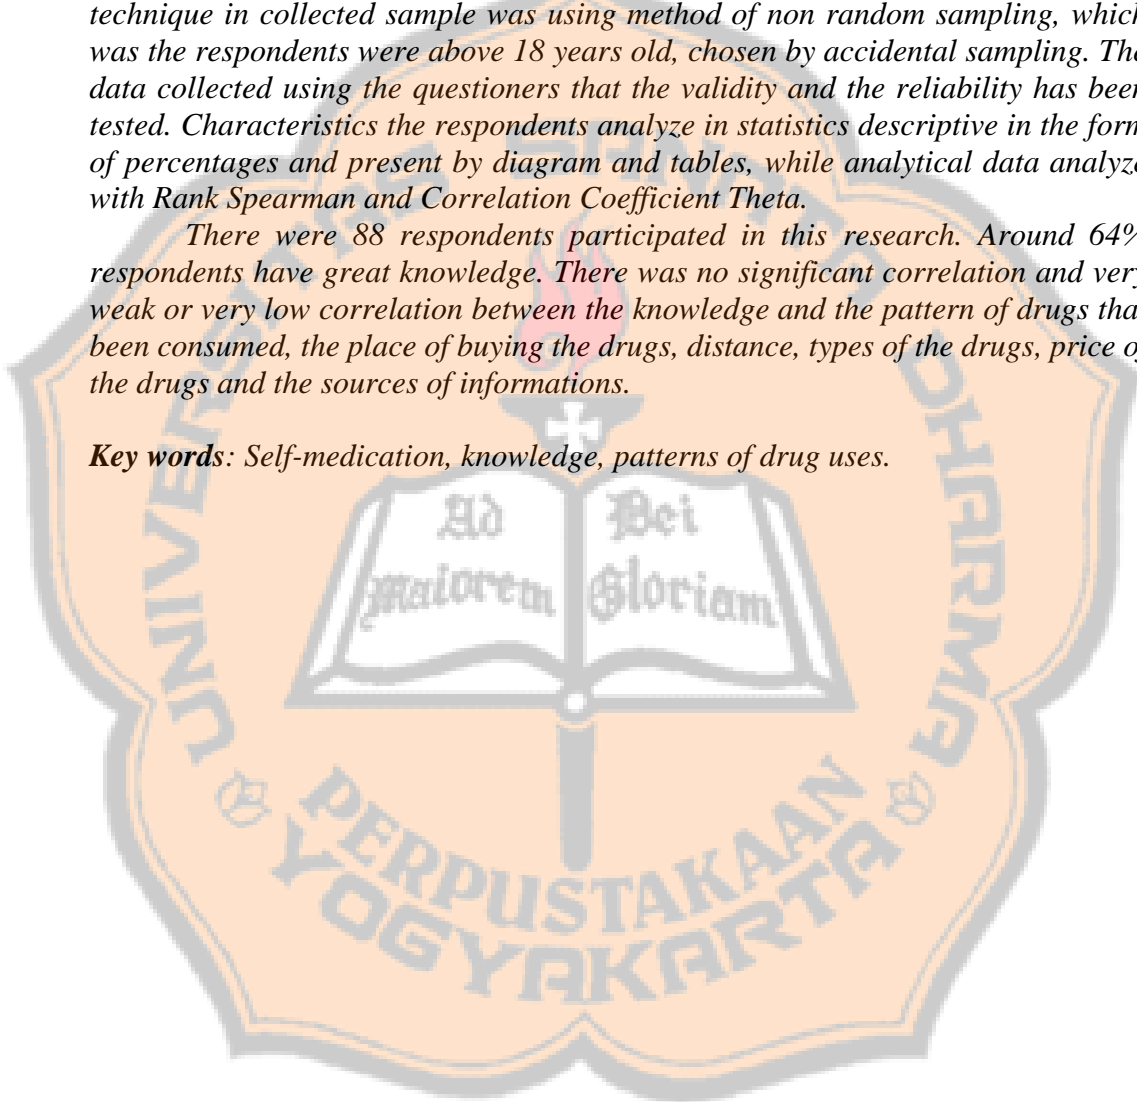 technique in collected sample was using method of non random sampling, which
was the respondents were above 18 years old, chosen by accidental sampling. The
data collected using the questioners that the validity and the reliability has been
tested. Characteristics the respondents analyze in statistics descriptive in the form
of percentages and present by diagram and tables, while analytical data analyze
with Rank Spearman and Correlation Coefficient Theta.
There were 88 respondents participated in this research. Around 64%
respondents have great knowledge. There was no significant correlation and very
weak or very low correlation between the knowledge and the pattern of drugs that
been consumed, the place of buying the drugs, distance, types of the drugs, price of
the drugs and the sources of informations.
Key words: Self-medication, knowledge, patterns of drug uses.
UNIVERSITAS SANATA DHARMA
Ad Dei
Maiorem Gloriam
PERPUSTAKAAN
YOGYAKARTA